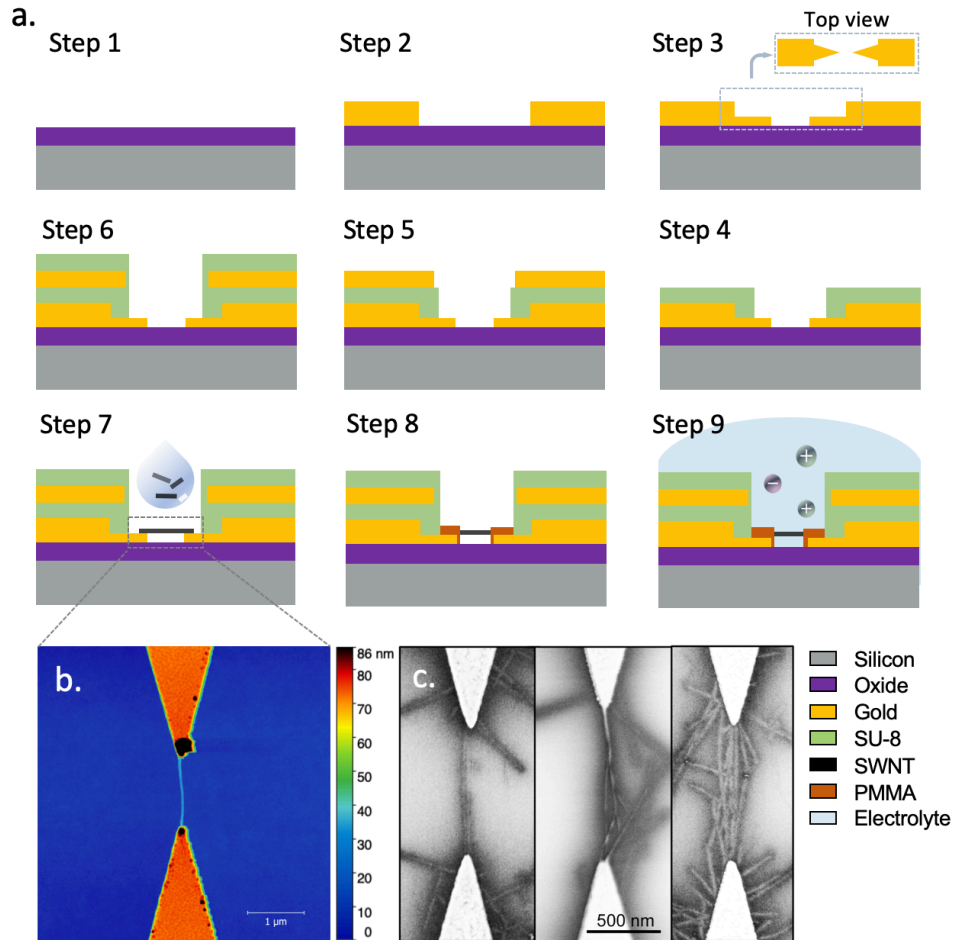 a.
Top view
Step 1
Step 2
Step 3
Step 6
Step 5
Step 4
Step 7
Step 8
Step 9
+
−
+
b.
86 nm
80
70
60
50
40
30
20
10
0
1 μm
c.
500 nm
Silicon
Oxide
Gold
SU-8
SWNT
PMMA
Electrolyte